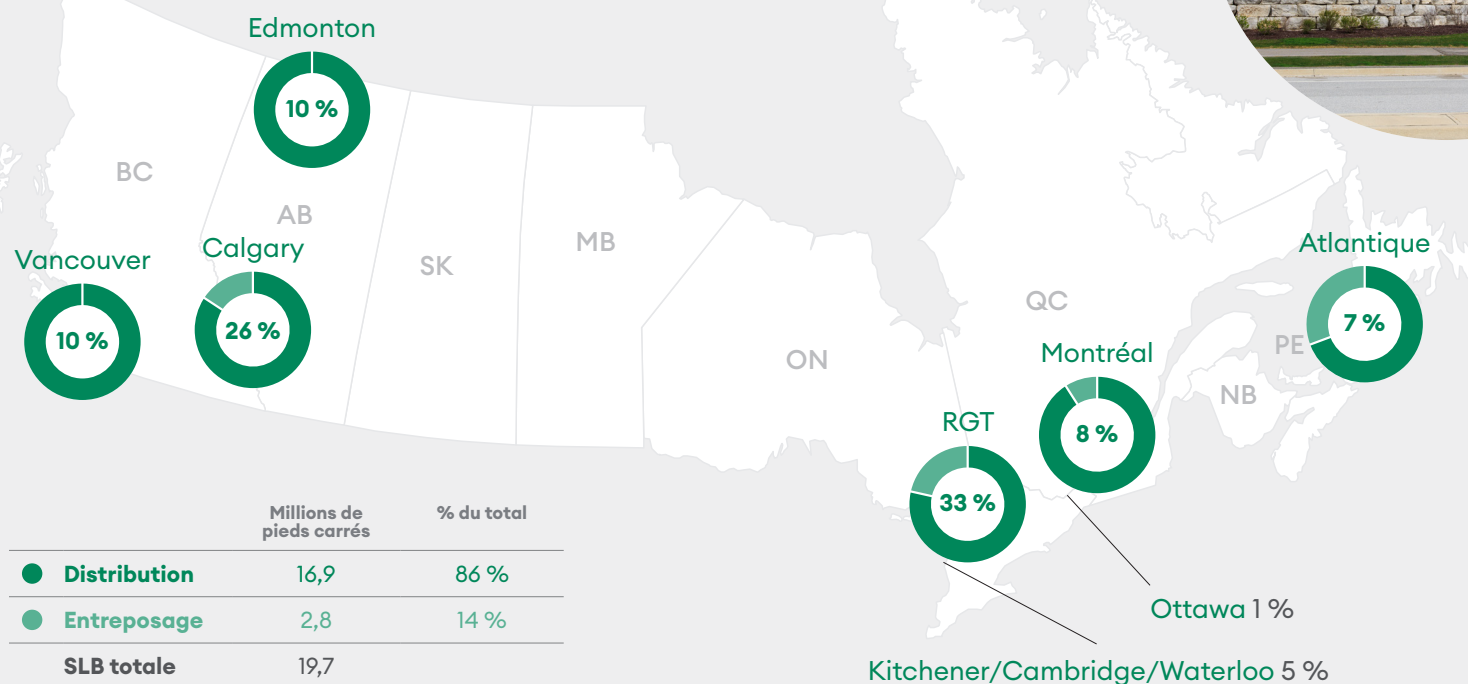 Edmonton
10 %
BC
AB
Calgary
26 %
Vancouver
10 %
SK
MB
ON
QC
Atlantique
7 %
PE
NB
Montréal
8 %
RGT
33 %
Ottawa 1 %
Kitchener/Cambridge/Waterloo 5 %
Millions de
pieds carrés
% du total
Distribution 16,9 86 %
Entreposage 2,8 14 %
SLB totale 19,7